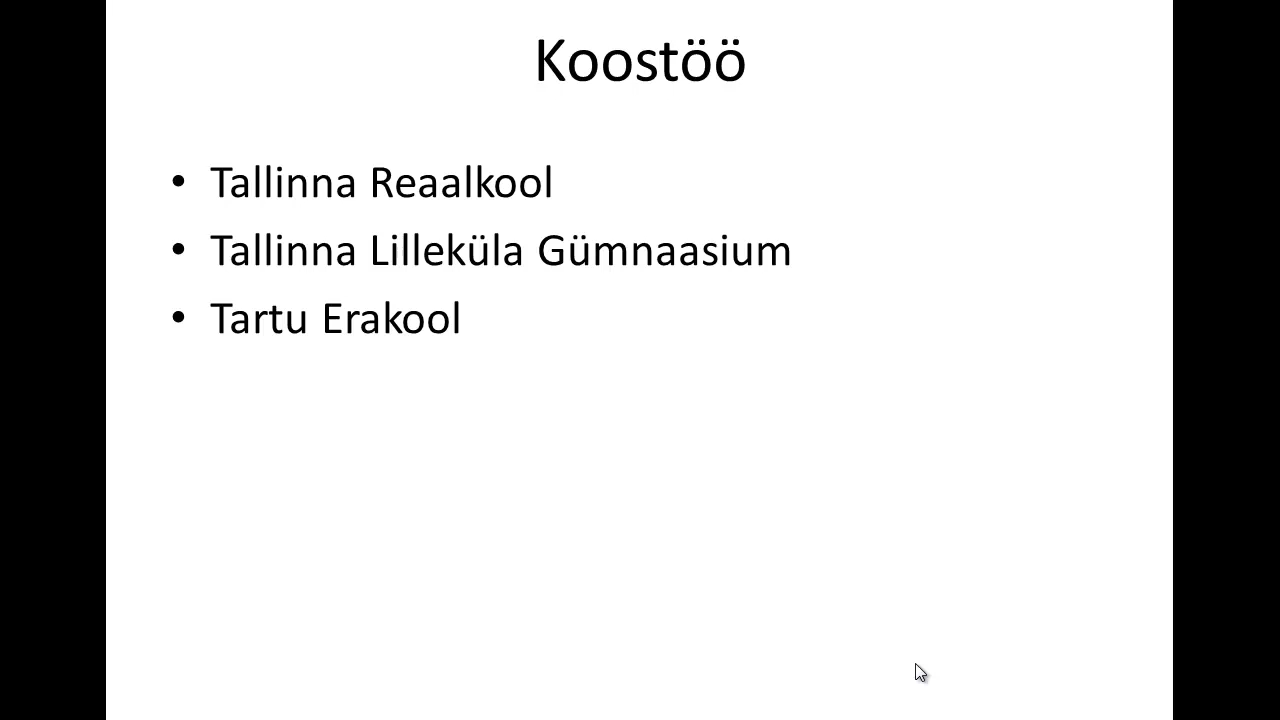 Koostöö
• Tallinna Reaalkool
• Tallinna Lilleküla Gümnaasium
• Tartu Erakool